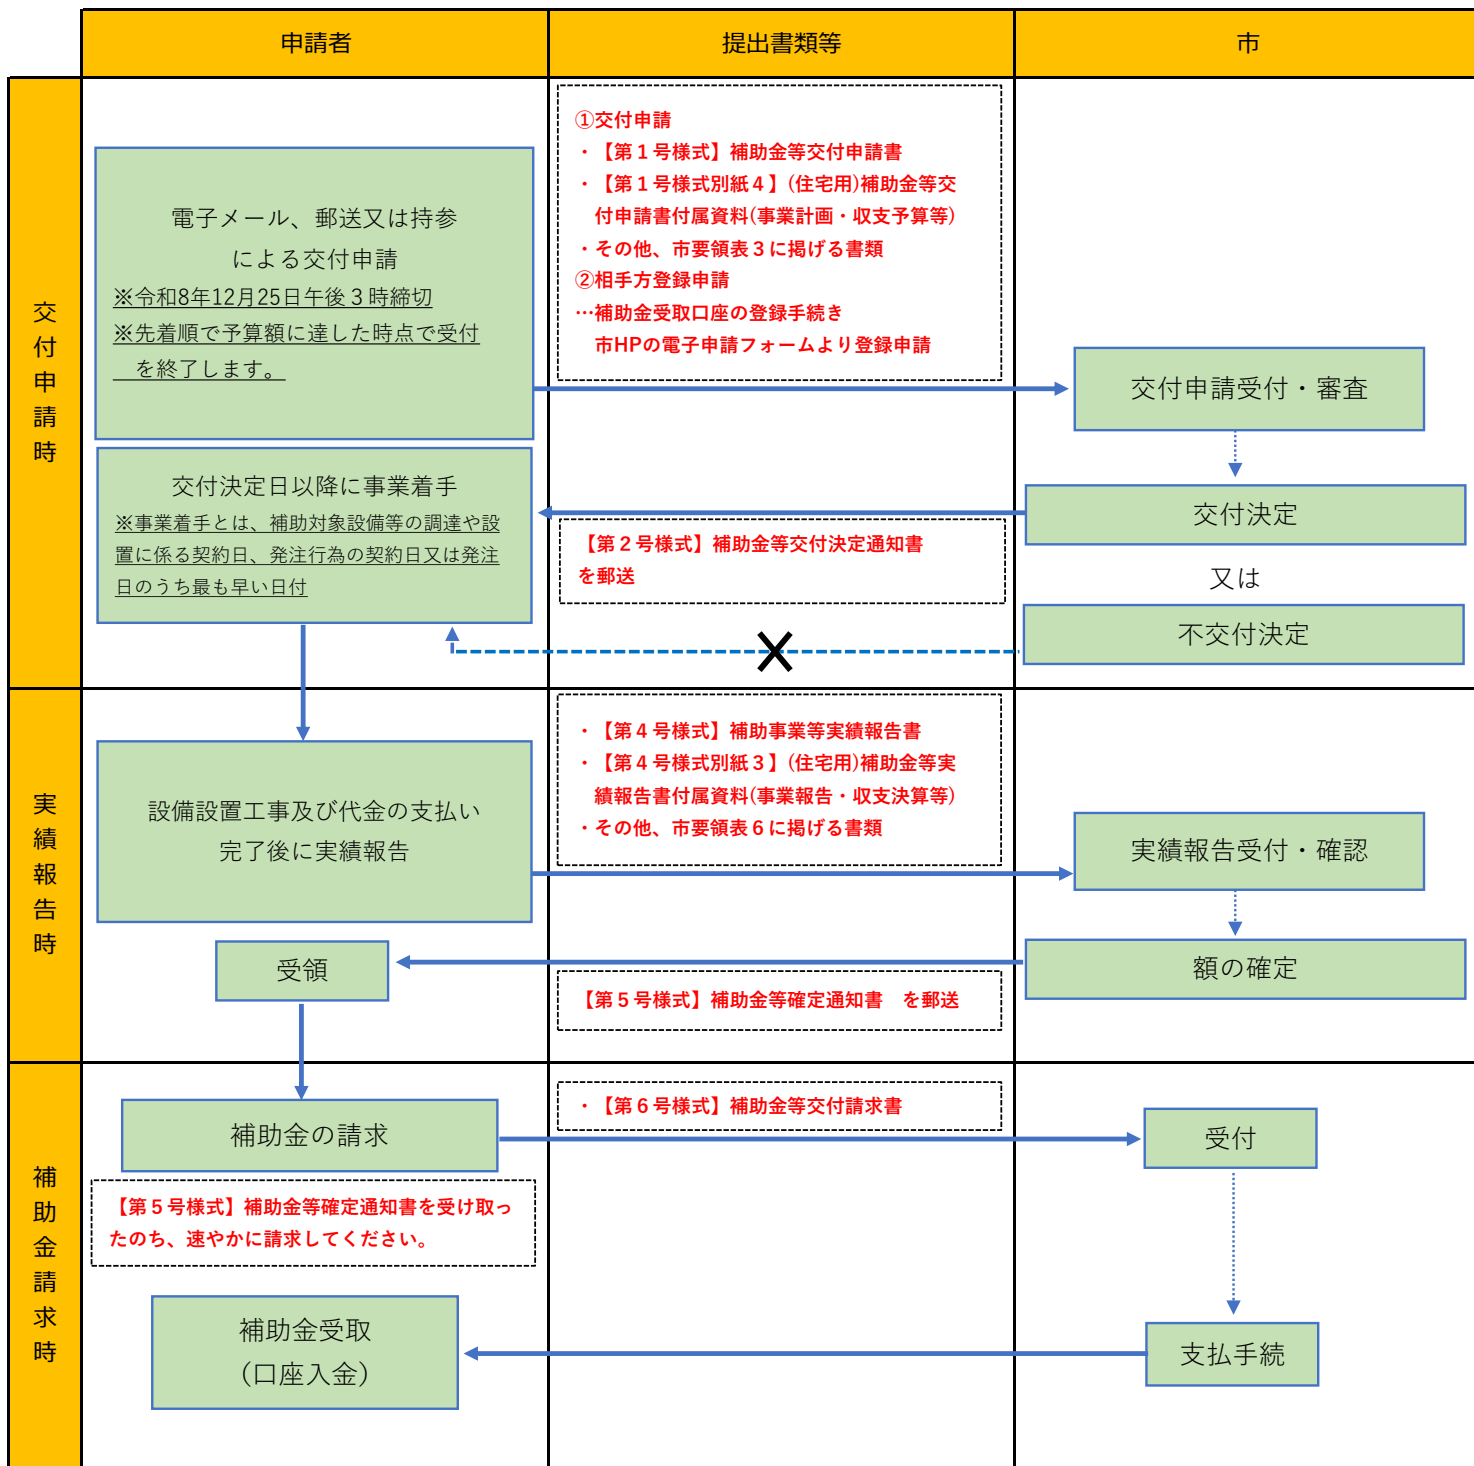 申請者
提出書類等
市
交付申請時
電子メール、郵送又は持参
による交付申請
※令和8年12月25日午後３時締切
※先着順で予算額に達した時点で受付
を終了します。
①交付申請
・【第１号様式】補助金等交付申請書
・【第１号様式別紙４】(住宅用)補助金等交
付申請書付属資料(事業計画・収支予算等)
・その他、市要領表３に掲げる書類
②相手方登録申請
…補助金受取口座の登録手続き
市HPの電子申請フォームより登録申請
交付申請受付・審査
交付決定日以降に事業着手
※事業着手とは、補助対象設備等の調達や設
置に係る契約日、発注行為の契約日又は発注
日のうち最も早い日付
【第２号様式】補助金等交付決定通知書
を郵送
交付決定
又は
不交付決定
実績報告時
設備設置工事及び代金の支払い
完了後に実績報告
・【第４号様式】補助事業等実績報告書
・【第４号様式別紙３】(住宅用)補助金等実
績報告書付属資料(事業報告・収支決算等)
・その他、市要領表６に掲げる書類
実績報告受付・確認
受領
【第５号様式】補助金等確定通知書　を郵送
額の確定
補助金請求時
補助金の請求
・【第６号様式】補助金等交付請求書
受付
【第５号様式】補助金等確定通知書を受け取っ
たのち、速やかに請求してください。
補助金受取
（口座入金）
支払手続